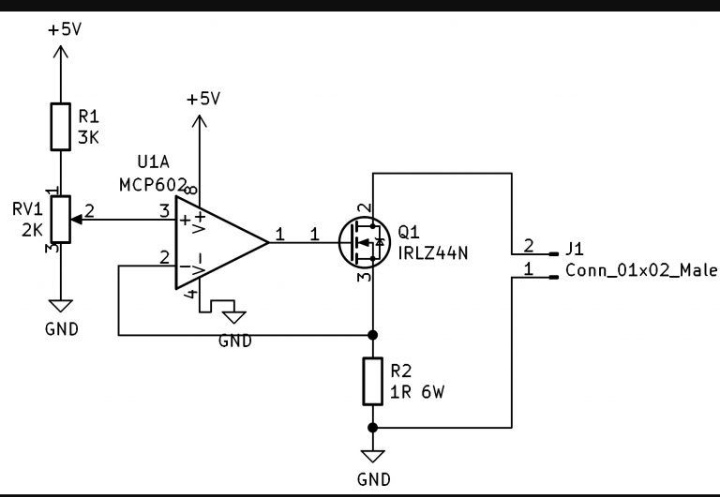 +5V
R1
3K
+5V
U1A
MCP602
8
1
RV1
2K
2
3
3
+
V+
2
-
V-
4
1
1
2
Q1
IRLZ44N
3
2
J1
1
Conn_01x02_Male
GND
GND
R2
1R 6W
GND